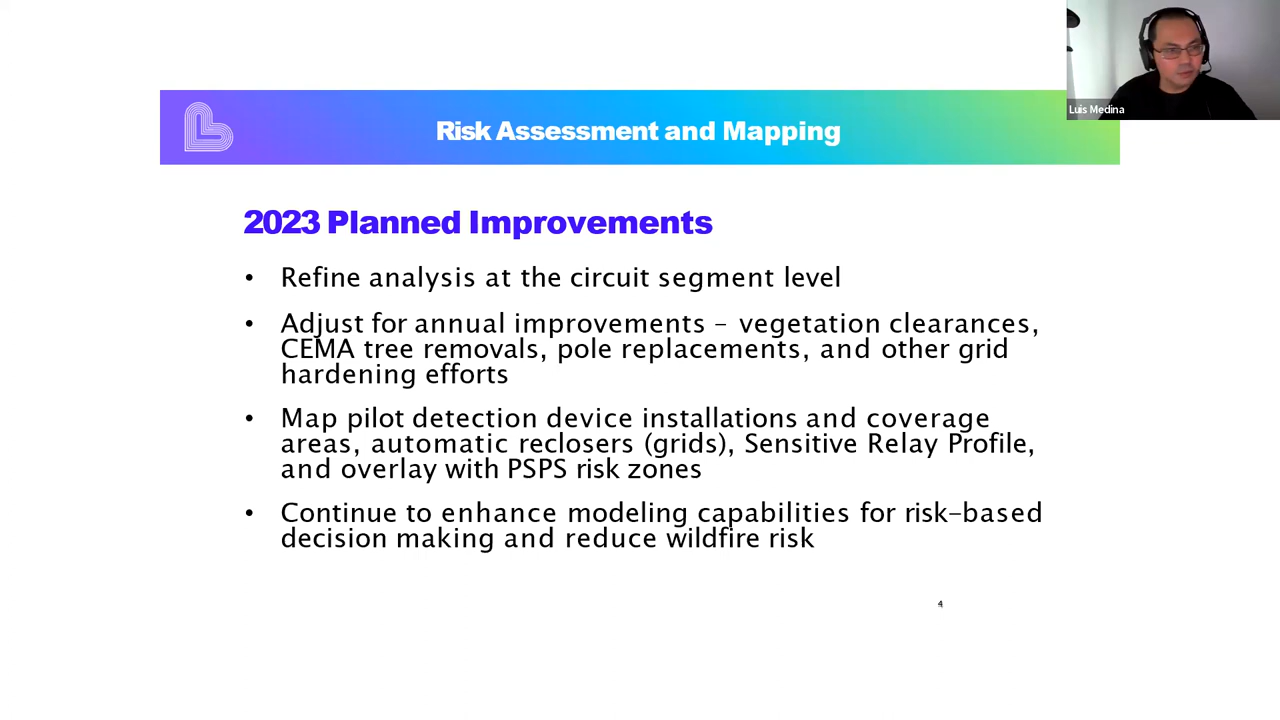 Luis Medina
Risk Assessment and Mapping
2023 Planned Improvements
• Refine analysis at the circuit segment level
• Adjust for annual improvements – vegetation clearances,
CEMA tree removals, pole replacements, and other grid
hardening efforts
• Map pilot detection device installations and coverage
areas, automatic reclosers (grids), Sensitive Relay Profile,
and overlay with PSPS risk zones
• Continue to enhance modeling capabilities for risk-based
decision making and reduce wildfire risk
4